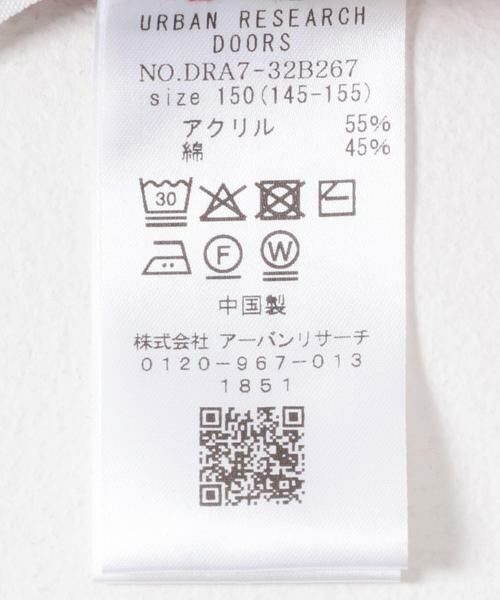 URBAN RESEARCH
DOORS
NO.DRA7-32B267
size 150(145-155)
アクリル 55%
綿 45%
30
F W
中国製
株式会社 アーバンリサーチ
0120-967-013
1851